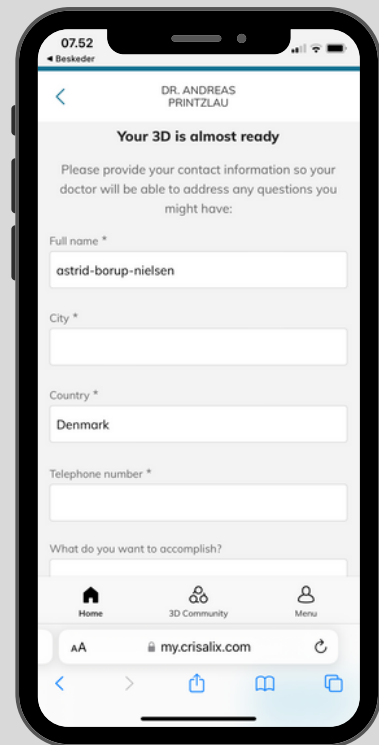 07.52
◄ Beskeder
DR. ANDREAS
PRINTZLAU
Your 3D is almost ready
Please provide your contact information so your
doctor will be able to address any questions you
might have:
Full name *
astrid-borup-nielsen
City *
Country *
Denmark
Telephone number *
What do you want to accomplish?
Home 3D Community Menu
AA my.crisalix.com